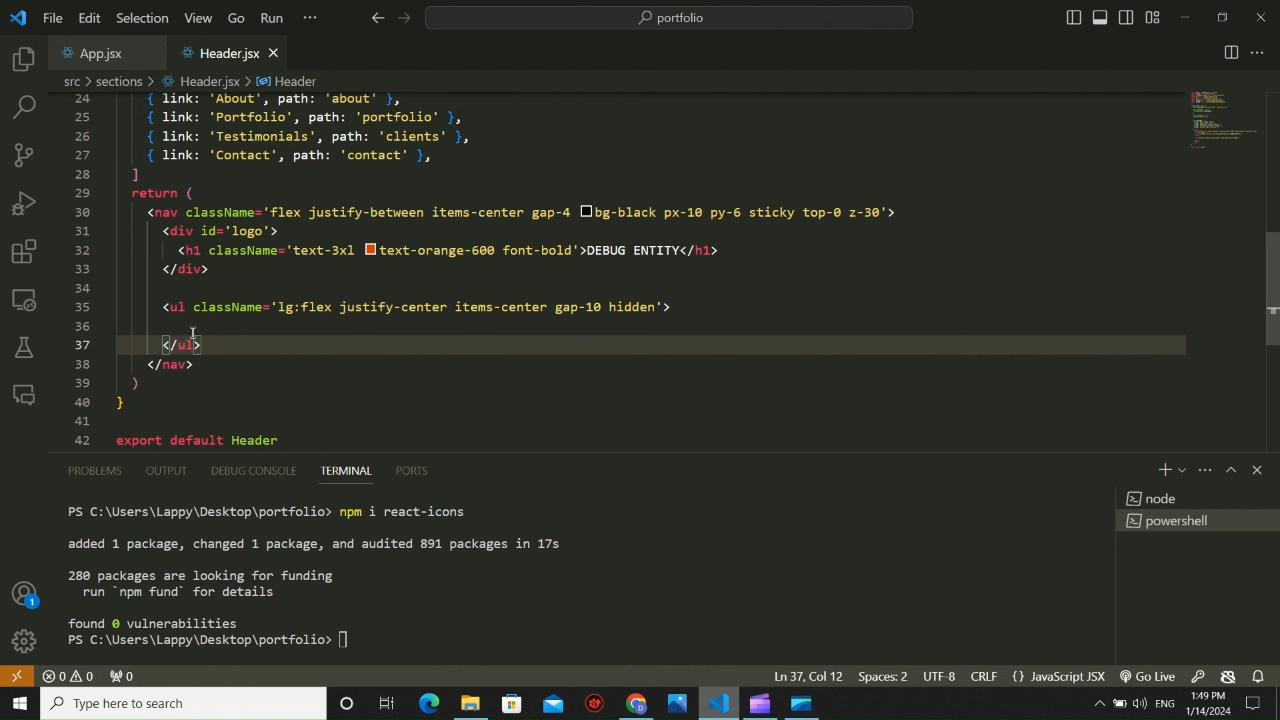 File Edit Selection View Go Run ··· portfolio
App.jsx Header.jsx
src > sections > Header.jsx > Header
24 { link: 'About', path: 'about' },
25 { link: 'Portfolio', path: 'portfolio' },
26 { link: 'Testimonials', path: 'clients' },
27 { link: 'Contact', path: 'contact' },
28 ]
29 return (
30 <nav className='flex justify-between items-center gap-4 bg-black px-10 py-6 sticky top-0 z-30'>
31 <div id='logo'>
32 <h1 className='text-3xl text-orange-600 font-bold'>DEBUG ENTITY</h1>
33 </div>
34
35 <ul className='lg:flex justify-center items-center gap-10 hidden'>
36
37 </ul>
38 </nav>
39 )
40 }
41
42 export default Header
PROBLEMS OUTPUT DEBUG CONSOLE TERMINAL PORTS
node
powershell
PS C:\Users\Lappy\Desktop\portfolio> npm i react-icons
added 1 package, changed 1 package, and audited 891 packages in 17s
280 packages are looking for funding
run `npm fund` for details
found 0 vulnerabilities
PS C:\Users\Lappy\Desktop\portfolio>
1
0 0 0 Ln 37, Col 12 Spaces: 2 UTF-8 CRLF {} JavaScript JSX Go Live
Type here to search ENG 1:49 PM
1/14/2024